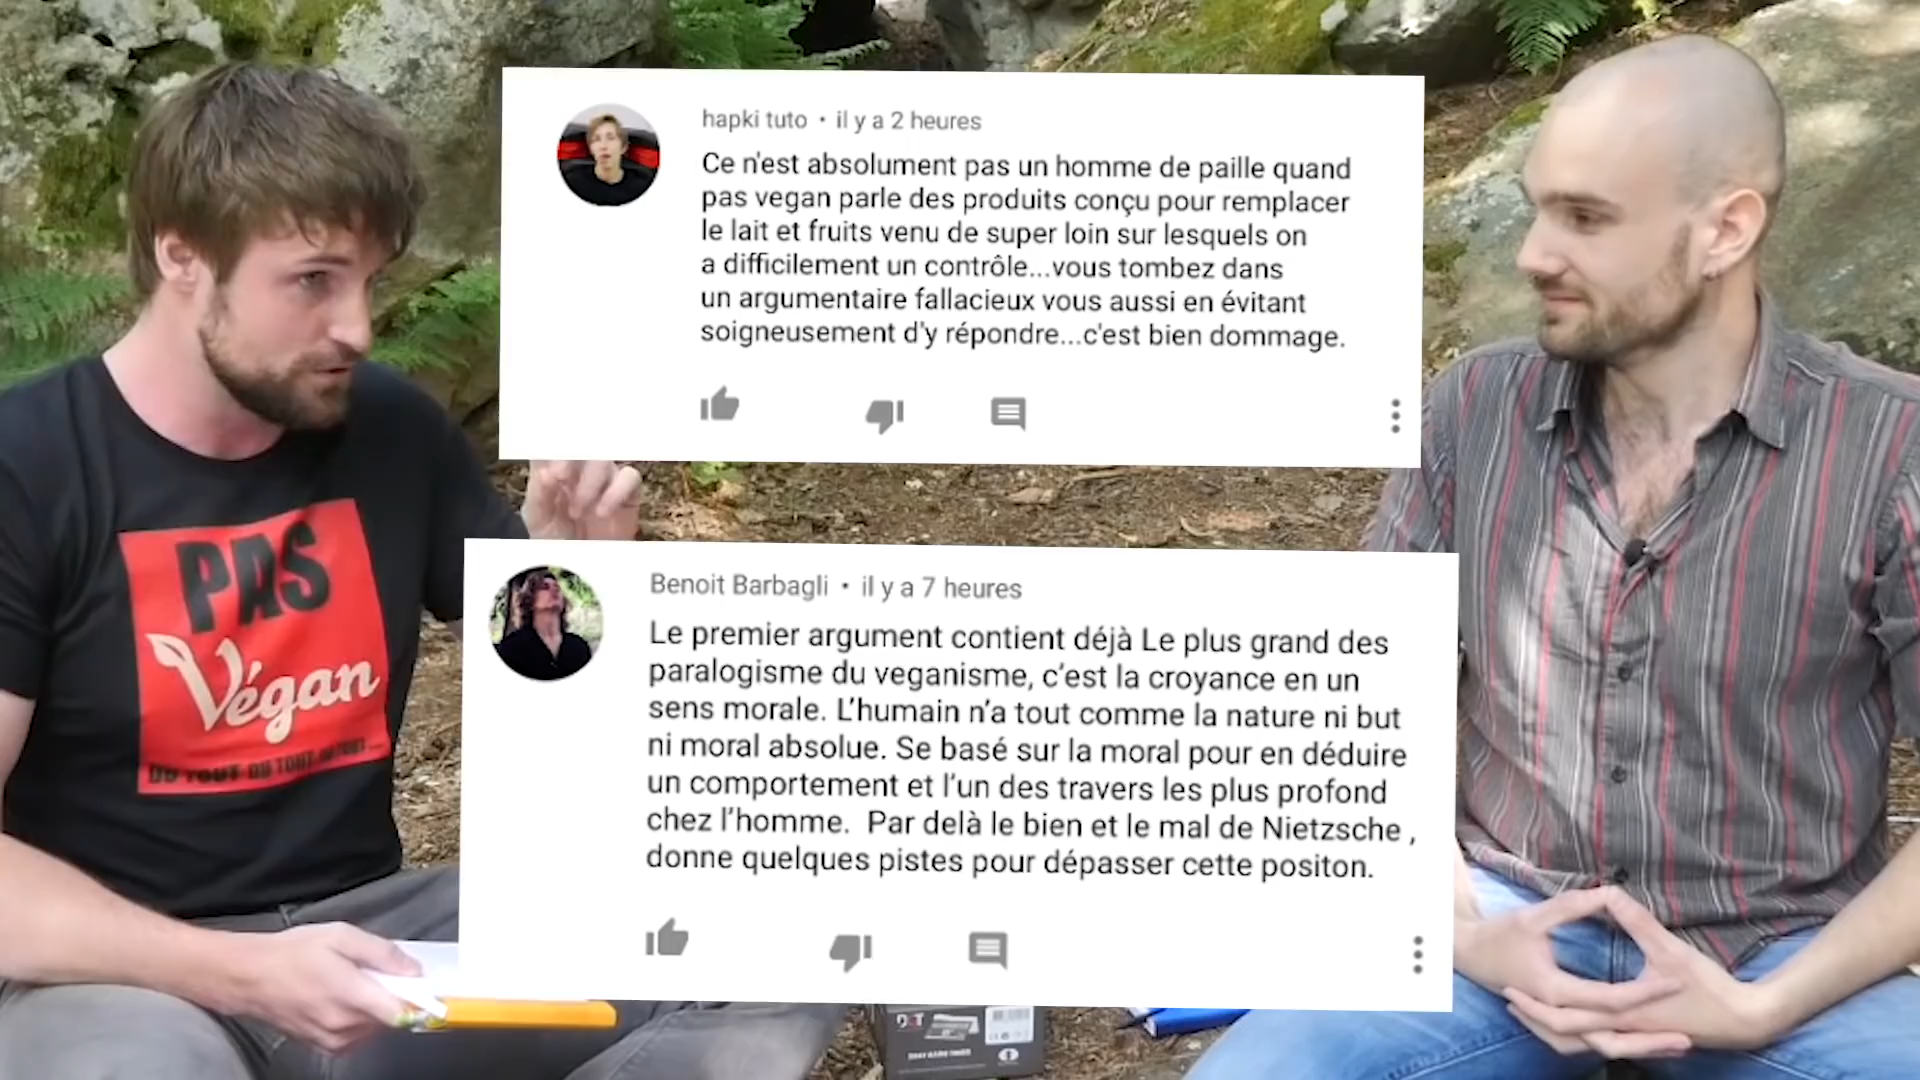 hapki tuto • il y a 2 heures
Ce n'est absolument pas un homme de paille quand
pas vegan parle des produits conçu pour remplacer
le lait et fruits venu de super loin sur lesquels on
a difficilement un contrôle...vous tombez dans
un argumentaire fallacieux vous aussi en évitant
soigneusement d'y répondre...c'est bien dommage.
PAS
Végan
DU TOUT DU TOUT DU TOUT...
Benoit Barbagli • il y a 7 heures
Le premier argument contient déjà Le plus grand des
paralogisme du veganisme, c'est la croyance en un
sens morale. L'humain n'a tout comme la nature ni but
ni moral absolue. Se basé sur la moral pour en déduire
un comportement et l'un des travers les plus profond
chez l'homme. Par delà le bien et le mal de Nietzsche ,
donne quelques pistes pour dépasser cette positon.